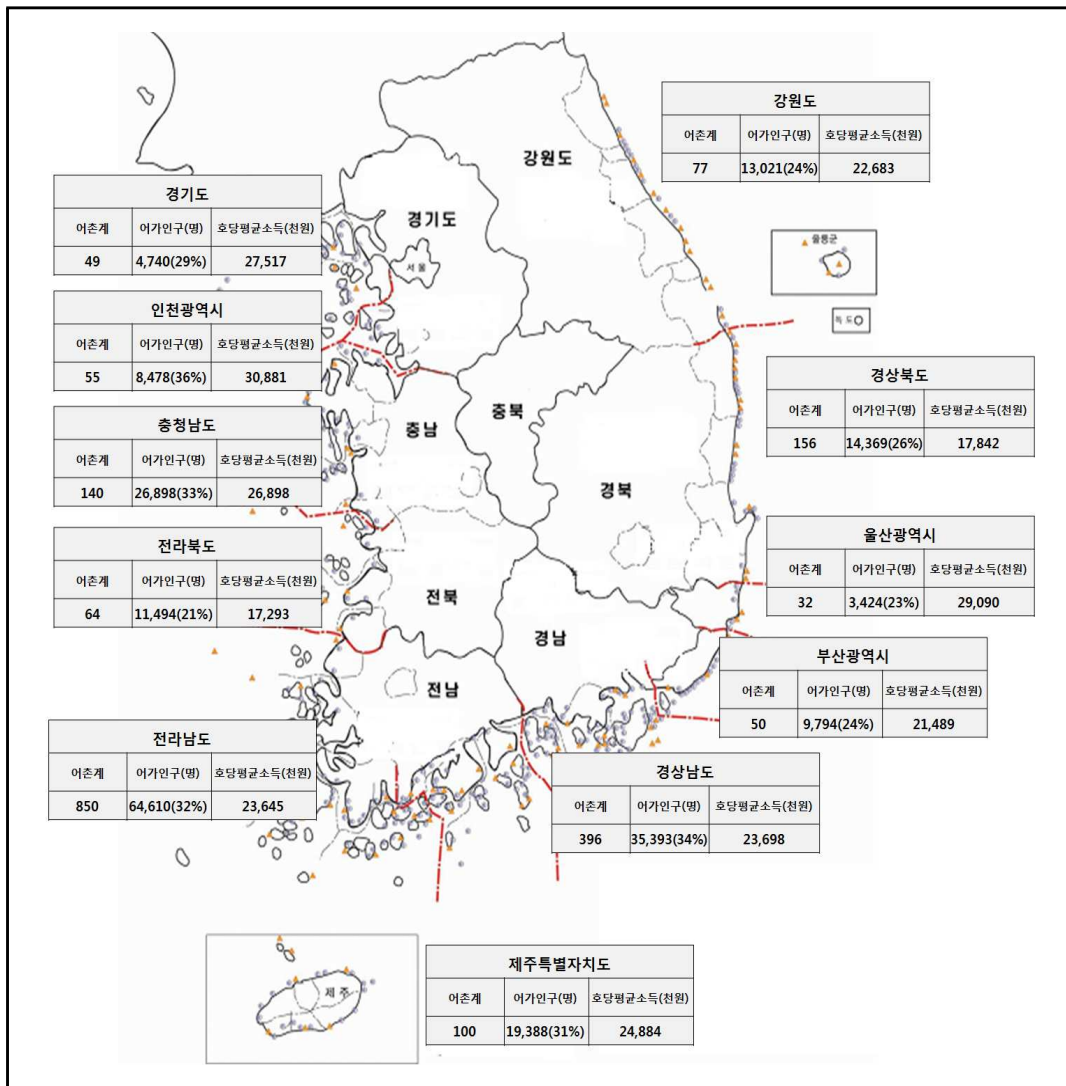 강원도
어촌계 어가인구(명) 호당평균소득(천원)
77 13,021(24%) 22,683
경기도
어촌계 어가인구(명) 호당평균소득(천원)
49 4,740(29%) 27,517
인천광역시
어촌계 어가인구(명) 호당평균소득(천원)
55 8,478(36%) 30,881
충청남도
어촌계 어가인구(명) 호당평균소득(천원)
140 26,898(33%) 26,898
전라북도
어촌계 어가인구(명) 호당평균소득(천원)
64 11,494(21%) 17,293
전라남도
어촌계 어가인구(명) 호당평균소득(천원)
850 64,610(32%) 23,645
강원도
경기도
서울
충북
충남
경북
전북
경남
전남
울릉군
독도
경상북도
어촌계 어가인구(명) 호당평균소득(천원)
156 14,369(26%) 17,842
울산광역시
어촌계 어가인구(명) 호당평균소득(천원)
32 3,424(23%) 29,090
부산광역시
어촌계 어가인구(명) 호당평균소득(천원)
50 9,794(24%) 21,489
경상남도
어촌계 어가인구(명) 호당평균소득(천원)
396 35,393(34%) 23,698
제주
제주특별자치도
어촌계 어가인구(명) 호당평균소득(천원)
100 19,388(31%) 24,884